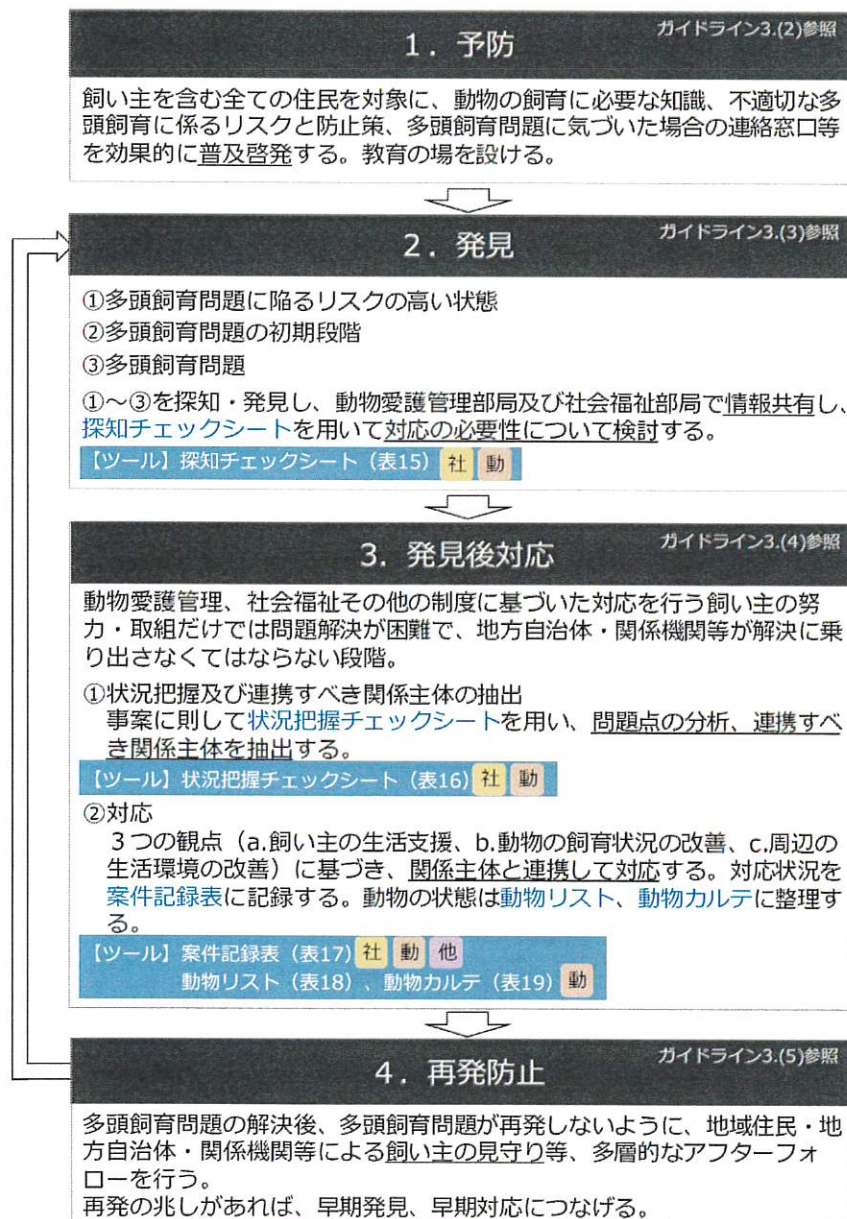 1．予防
ガイドライン3.(2)参照
飼い主を含む全ての住民を対象に、動物の飼育に必要な知識、不適切な多
頭飼育に係るリスクと防止策、多頭飼育問題に気づいた場合の連絡窓口等
を効果的に普及啓発する。教育の場を設ける。
2．発見
ガイドライン3.(3)参照
①多頭飼育問題に陥るリスクの高い状態
②多頭飼育問題の初期段階
③多頭飼育問題
①～③を探知・発見し、動物愛護管理部局及び社会福祉部局で情報共有し、
探知チェックシートを用いて対応の必要性について検討する。
【ツール】探知チェックシート（表15） 社 動
3．発見後対応
ガイドライン3.(4)参照
動物愛護管理、社会福祉その他の制度に基づいた対応を行う飼い主の努
力・取組だけでは問題解決が困難で、地方自治体・関係機関等が解決に乗
り出さなくてはならない段階。
①状況把握及び連携すべき関係主体の抽出
事案に則して状況把握チェックシートを用い、問題点の分析、連携すべ
き関係主体を抽出する。
【ツール】状況把握チェックシート（表16） 社 動
②対応
３つの観点（a.飼い主の生活支援、b.動物の飼育状況の改善、c.周辺の
生活環境の改善）に基づき、関係主体と連携して対応する。対応状況を
案件記録表に記録する。動物の状態は動物リスト、動物カルテに整理す
る。
【ツール】案件記録表（表17） 社 動 他
動物リスト（表18）、動物カルテ（表19） 動
4．再発防止
ガイドライン3.(5)参照
多頭飼育問題の解決後、多頭飼育問題が再発しないように、地域住民・地
方自治体・関係機関等による飼い主の見守り等、多層的なアフターフォ
ローを行う。
再発の兆しがあれば、早期発見、早期対応につなげる。